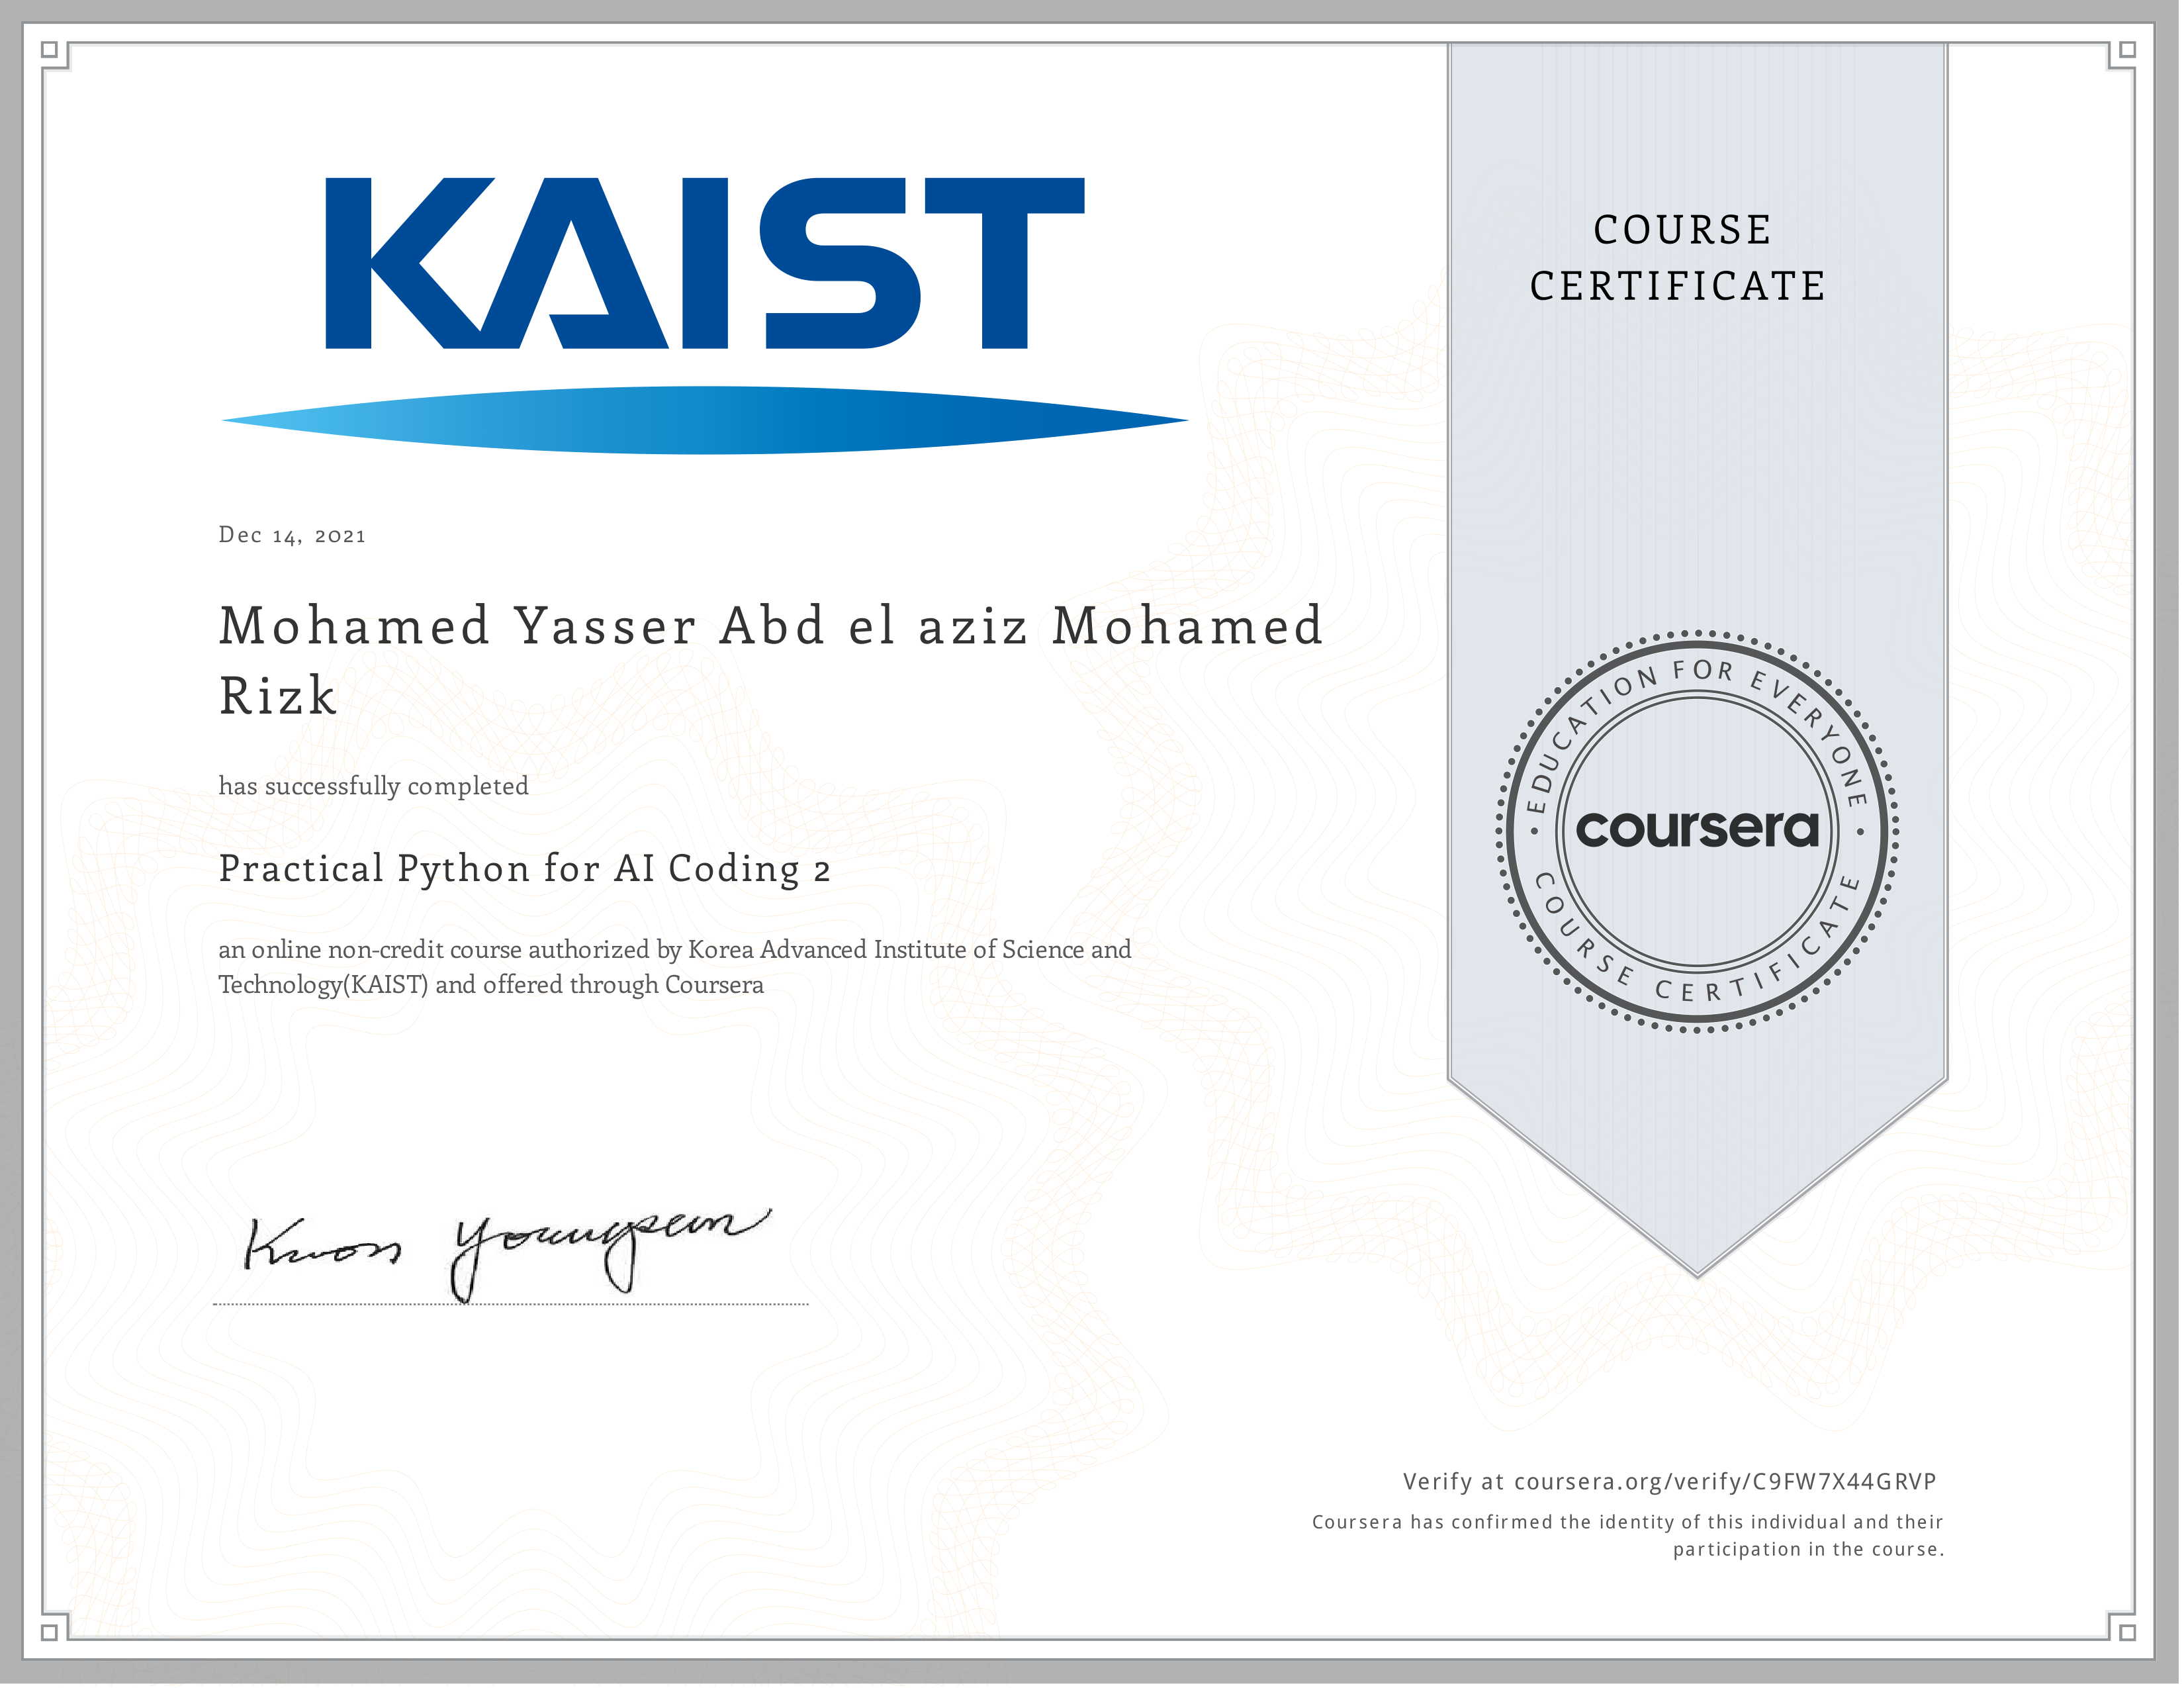 KAIST
COURSE
CERTIFICATE
Dec 14, 2021
Mohamed Yasser Abd el aziz Mohamed
Rizk
has successfully completed
Practical Python for AI Coding 2
an online non-credit course authorized by Korea Advanced Institute of Science and
Technology(KAIST) and offered through Coursera
EDUCATION FOR EVERYONE
coursera
COURSE CERTIFICATE
Kwon Youngseon
Verify at coursera.org/verify/C9FW7X44GRVP
Coursera has confirmed the identity of this individual and their
participation in the course.